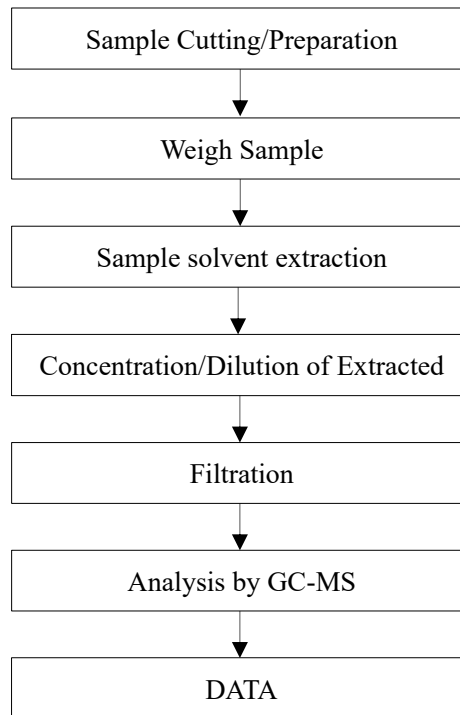 Sample Cutting/Preparation
Weigh Sample
Sample solvent extraction
Concentration/Dilution of Extracted
Filtration
Analysis by GC-MS
DATA